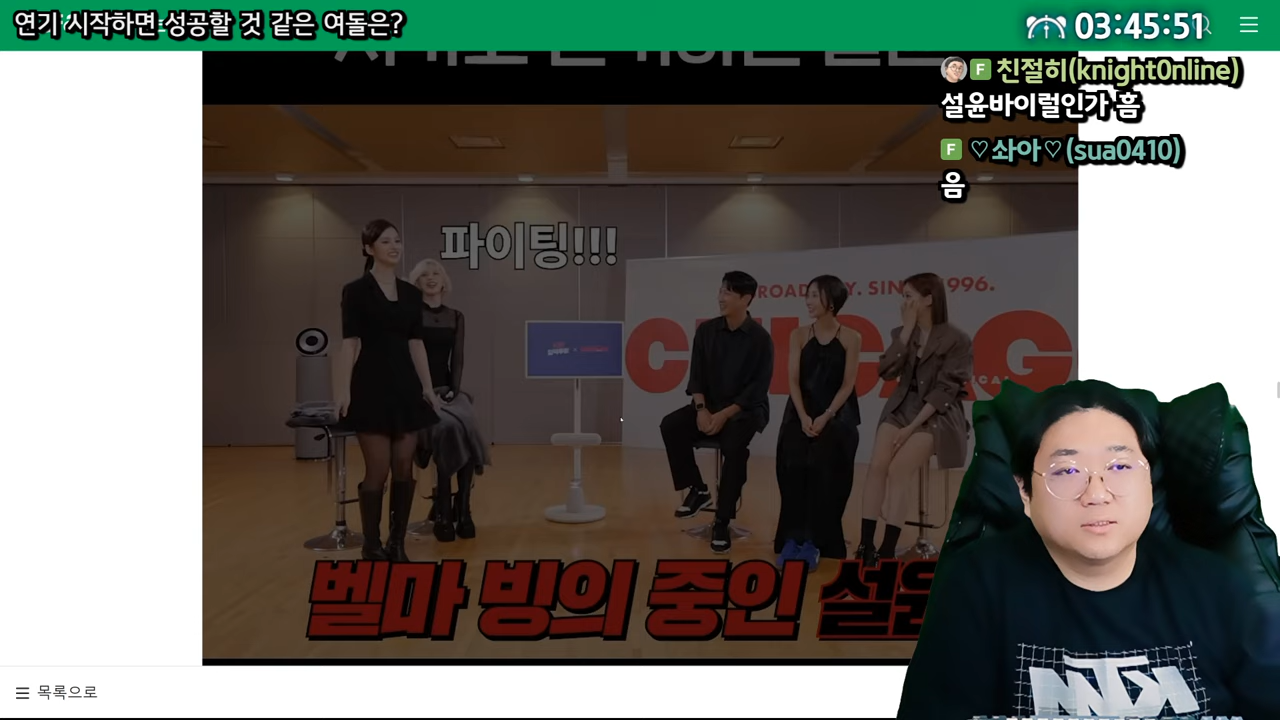 연기 시작하면 성공할 것 같은 여돌은?
03:45:51
F 친절히(knight0nline)
설윤바이럴인가 흠
F ♡솨아♡(sua0410)
음
파이팅!!!
벨마 빙의 중인 설윤
목록으로